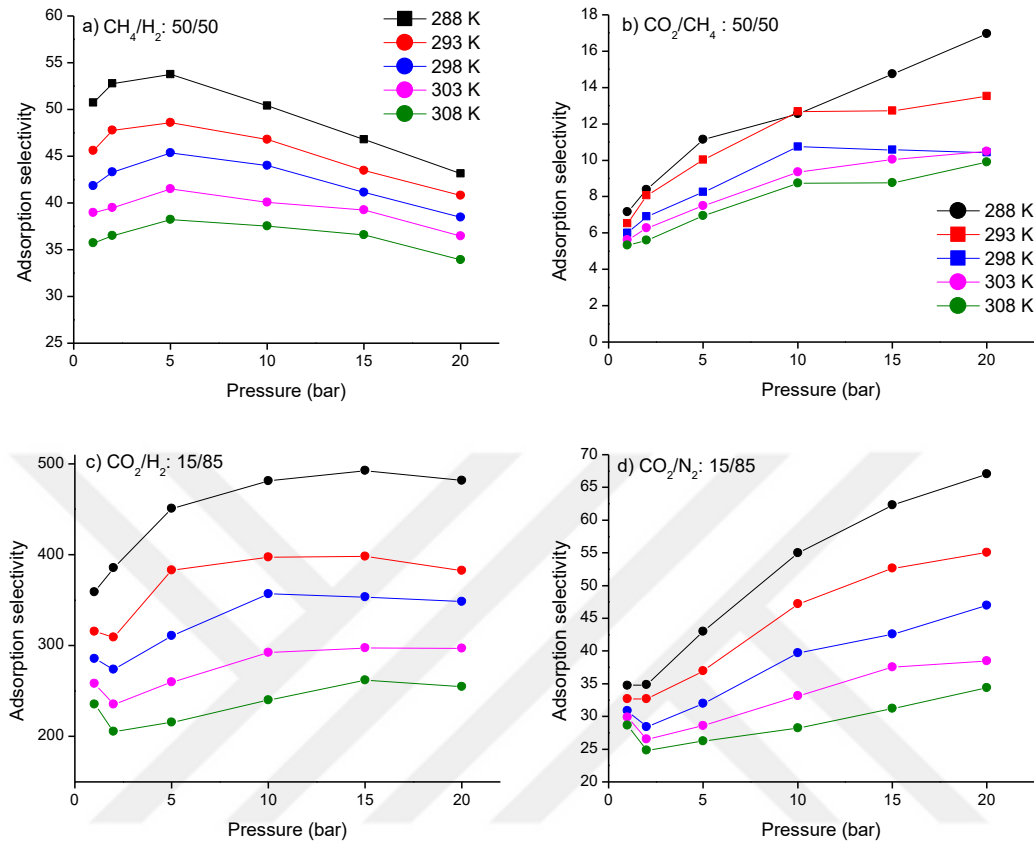 a) CH₄/H₂: 50/50
288 K
293 K
298 K
303 K
308 K
60
55
50
45
40
35
30
25
0
5
10
15
20
Adsorption selectivity
Pressure (bar)
b) CO₂/CH₄ : 50/50
288 K
293 K
298 K
303 K
308 K
18
16
14
12
10
8
6
4
2
0
0
5
10
15
20
Adsorption selectivity
Pressure (bar)
c) CO₂/H₂: 15/85
500
400
300
200
0
5
10
15
20
Adsorption selectivity
Pressure (bar)
d) CO₂/N₂: 15/85
70
65
60
55
50
45
40
35
30
25
20
0
5
10
15
20
Adsorption selectivity
Pressure (bar)